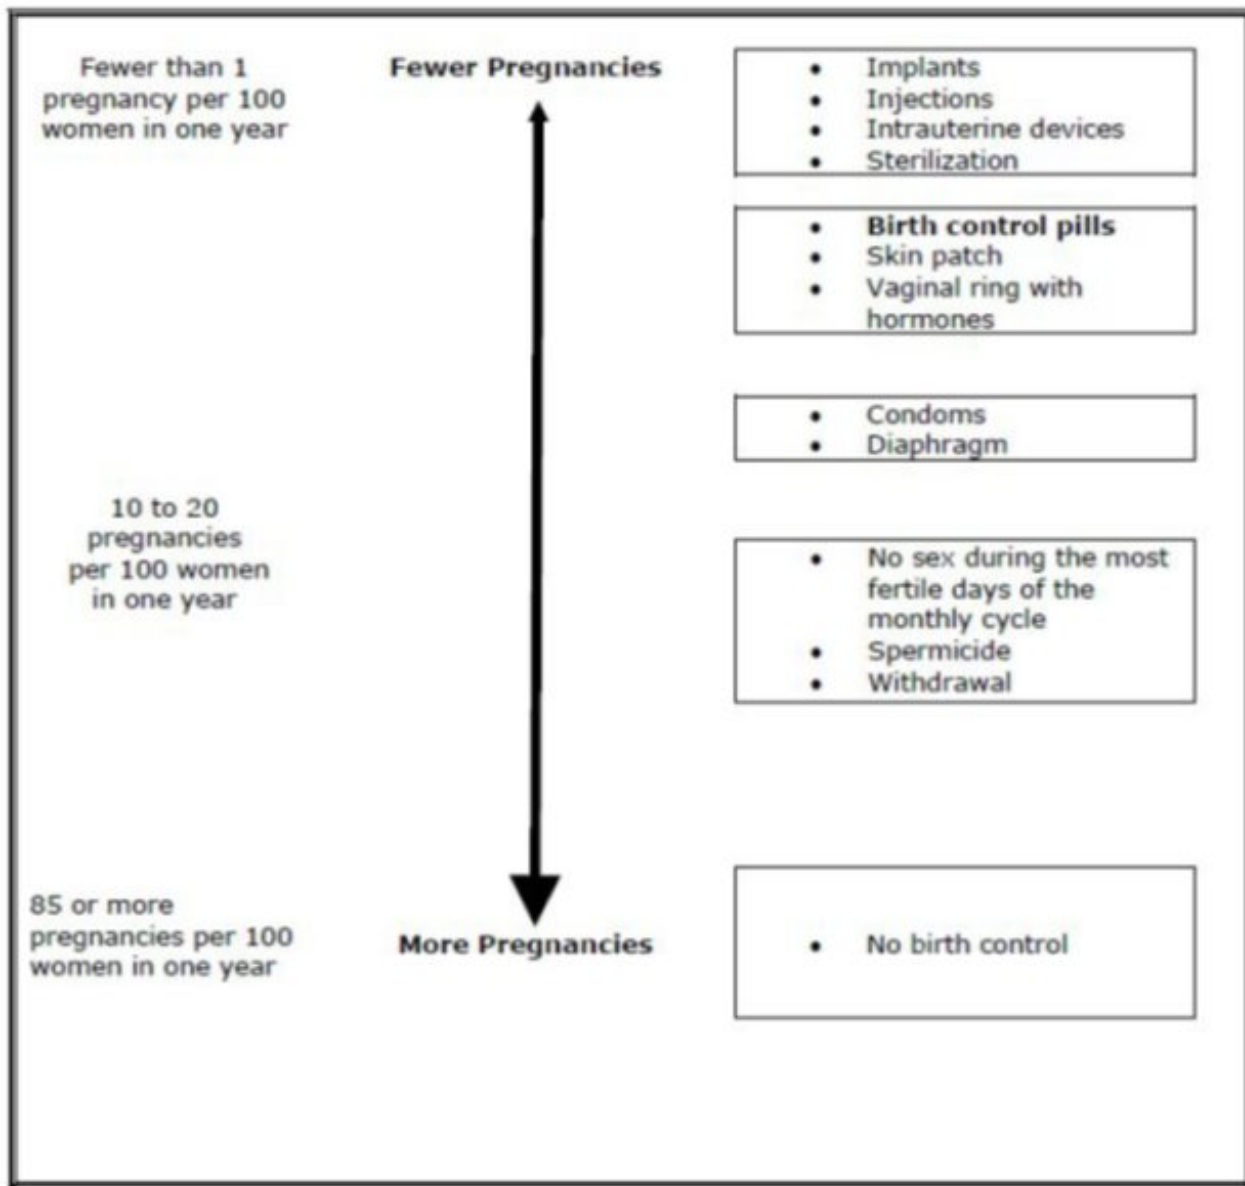 Fewer than 1
pregnancy per 100
women in one year
Fewer Pregnancies
• Implants
• Injections
• Intrauterine devices
• Sterilization
• Birth control pills
• Skin patch
• Vaginal ring with
hormones
• Condoms
• Diaphragm
10 to 20
pregnancies
per 100 women
in one year
• No sex during the most
fertile days of the
monthly cycle
• Spermicide
• Withdrawal
85 or more
pregnancies per 100
women in one year
More Pregnancies
• No birth control